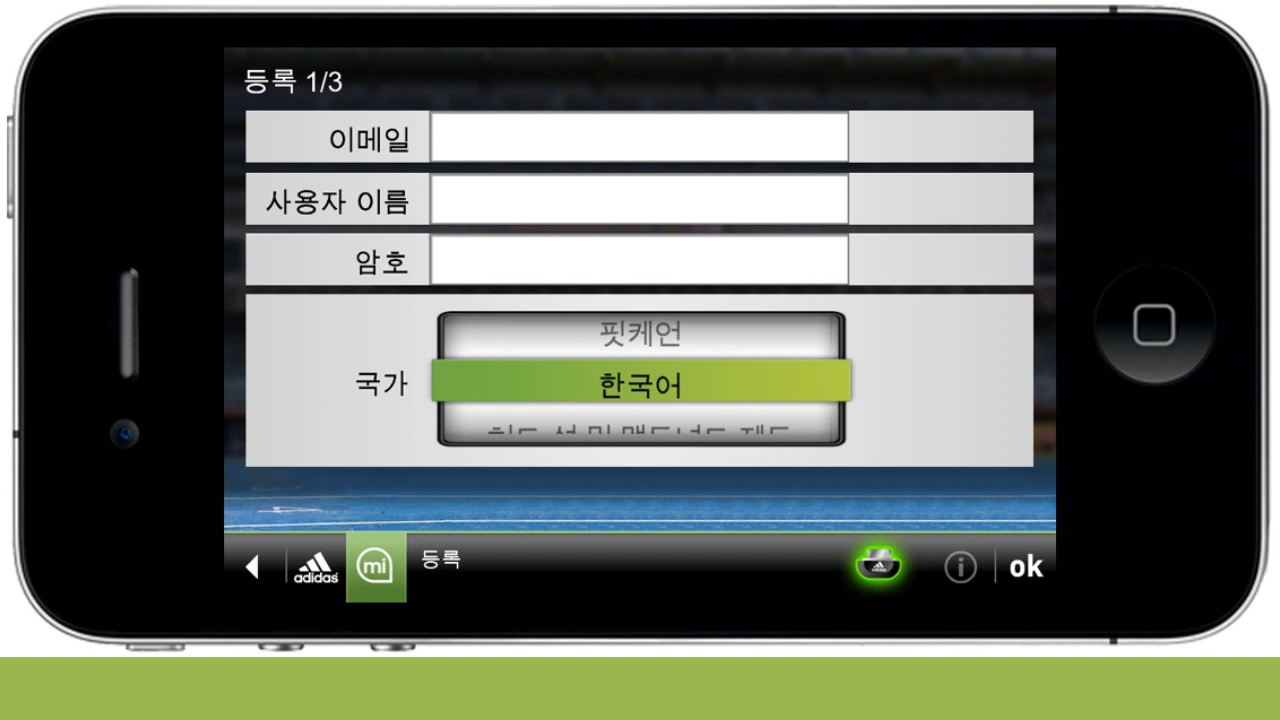 등록 1/3
이메일
사용자 이름
암호
핏케언
국가
한국어
adidas
mi
등록
i
ok